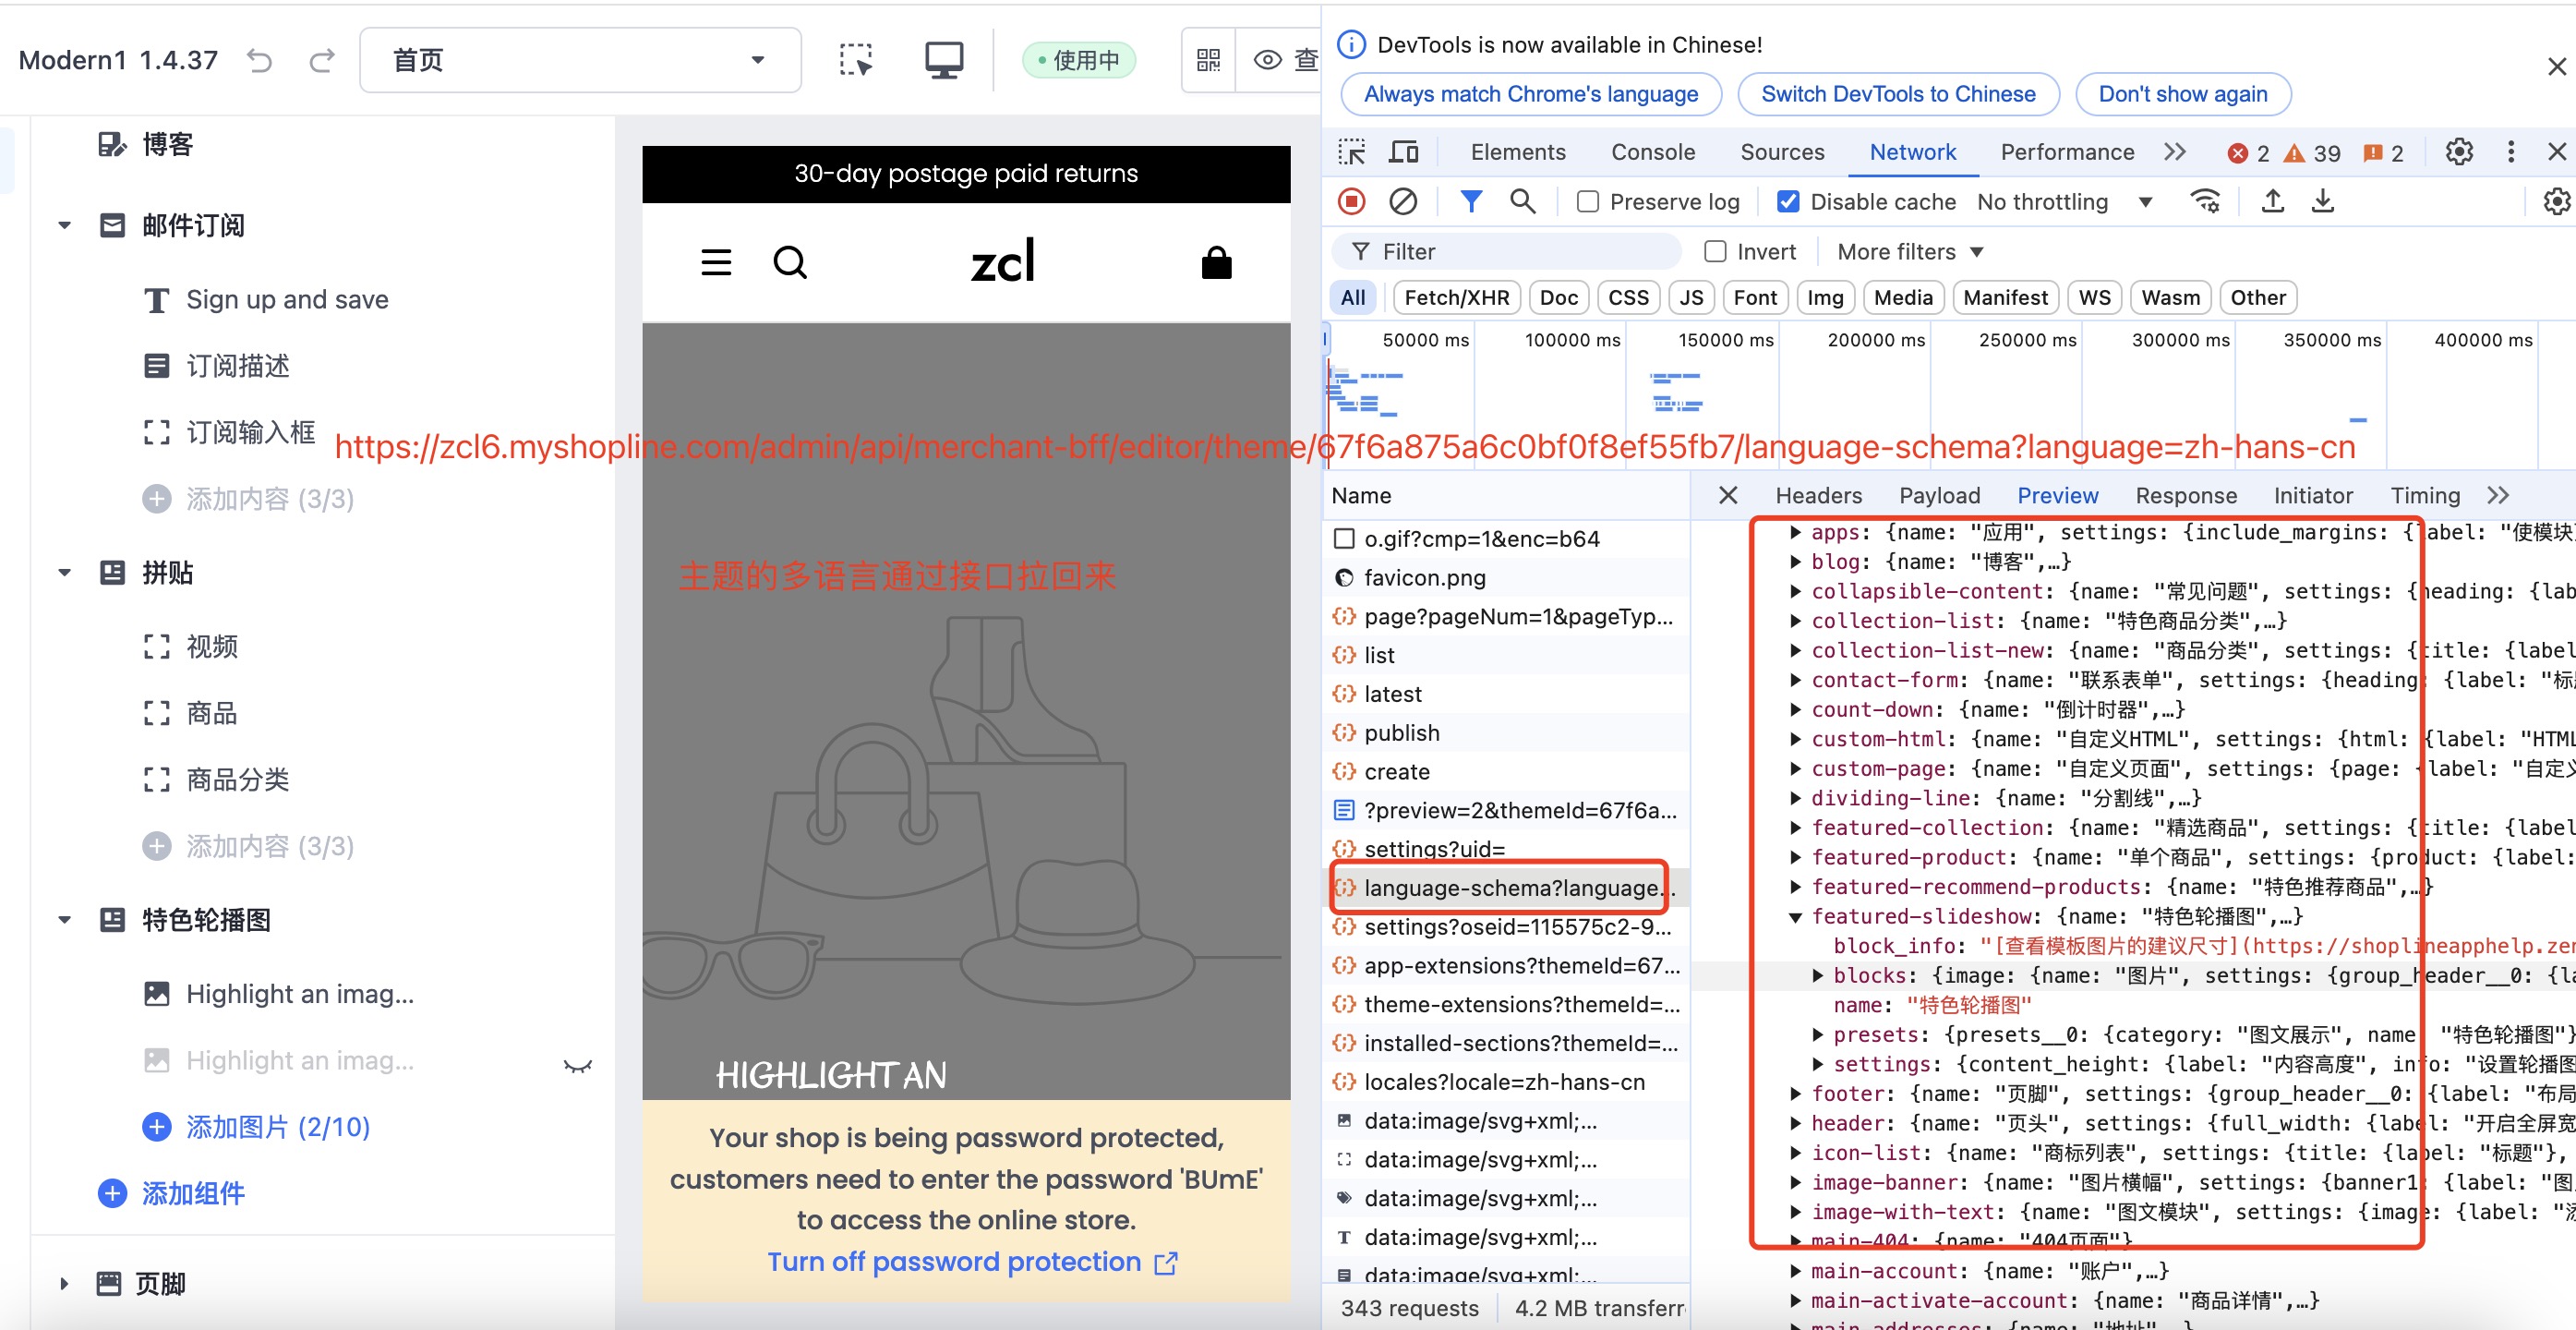 Modern1 1.4.37
首页
使用中
查
博客
邮件订阅
Sign up and save
订阅描述
订阅输入框
添加内容 (3/3)
拼贴
视频
商品
商品分类
添加内容 (3/3)
特色轮播图
Highlight an imag...
Highlight an imag...
添加图片 (2/10)
添加组件
页脚
30-day postage paid returns
zcl
https://zcl6.myshopline.com/admin/api/merchant-bff/editor/theme/67f6a875a6c0bf0f8ef55fb7/language-schema?language=zh-hans-cn
主题的多语言通过接口拉回来
HIGHLIGHT AN
Your shop is being password protected,
customers need to enter the password 'BUmE'
to access the online store.
Turn off password protection
DevTools is now available in Chinese!
Always match Chrome's language
Switch DevTools to Chinese
Don't show again
Elements Console Sources Network Performance 2 39 2
Preserve log Disable cache No throttling
Filter Invert More filters
All Fetch/XHR Doc CSS JS Font Img Media Manifest WS Wasm Other
50000 ms 100000 ms 150000 ms 200000 ms 250000 ms 300000 ms 350000 ms 400000 ms
Name
o.gif?cmp=1&enc=b64
favicon.png
page?pageNum=1&pageTyp...
list
latest
publish
create
?preview=2&themeId=67f6a...
settings?uid=
language-schema?language...
settings?oseid=115575c2-9...
app-extensions?themeId=67...
theme-extensions?themeId=...
installed-sections?themeId=...
locales?locale=zh-hans-cn
data:image/svg+xml;...
data:image/svg+xml;...
data:image/svg+xml;...
data:image/svg+xml;...
data:image/svg+xml;...
343 requests 4.2 MB transferr
Headers Payload Preview Response Initiator Timing
apps: {name: "应用", settings: {include_margins: {label: "使模块
blog: {name: "博客",…}
collapsible-content: {name: "常见问题", settings: {heading: {lab
collection-list: {name: "特色商品分类",…}
collection-list-new: {name: "商品分类", settings: {title: {label
contact-form: {name: "联系表单", settings: {heading: {label: "标
count-down: {name: "倒计时器",…}
custom-html: {name: "自定义HTML", settings: {html: {label: "HTML
custom-page: {name: "自定义页面", settings: {page: {label: "自定义
dividing-line: {name: "分割线",…}
featured-collection: {name: "精选商品", settings: {title: {label
featured-product: {name: "单个商品", settings: {product: {label:
featured-recommend-products: {name: "特色推荐商品",…}
featured-slideshow: {name: "特色轮播图",…}
block_info: "[查看模板图片的建议尺寸](https://shoplineapphelp.zen
blocks: {image: {name: "图片", settings: {group_header__0: {la
name: "特色轮播图"
presets: {presets__0: {category: "图文展示", name: "特色轮播图"}
settings: {content_height: {label: "内容高度", info: "设置轮播图
footer: {name: "页脚", settings: {group_header__0: {label: "布局
header: {name: "页头", settings: {full_width: {label: "开启全屏宽
icon-list: {name: "商标列表", settings: {title: {label: "标题"},
image-banner: {name: "图片横幅", settings: {banner1: {label: "图
image-with-text: {name: "图文模块", settings: {image: {label: "添
main-404: {name: "404页面"}
main-account: {name: "账户",…}
main-activate-account: {name: "商品详情",…}
main-addresses: {name: "地址",…}